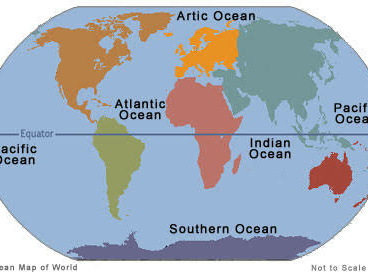 Artic Ocean
Atlantic
Ocean
Pacif
Ocea
Equator
Indian
Ocean
acific
Ocean
Southern Ocean
ean Map of World
Not to Scale